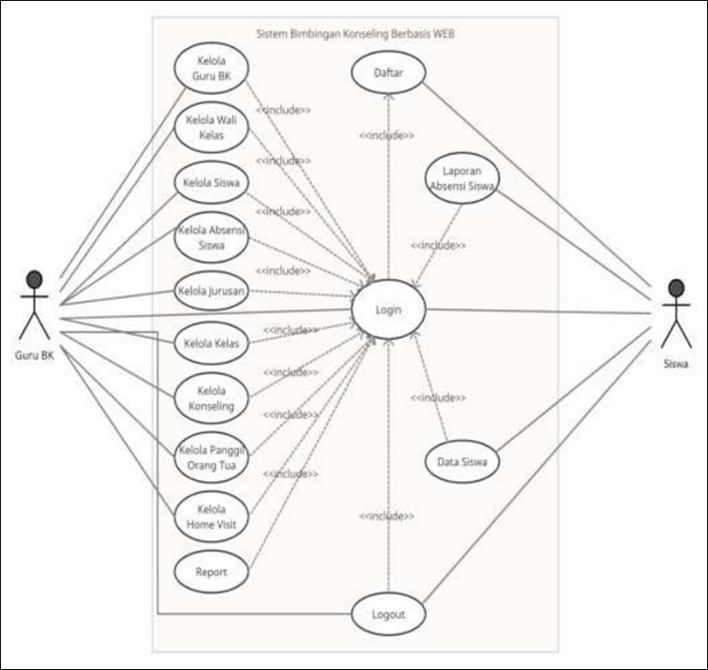 Sistem Bimbingan Konseling Berbasis WEB
Kelola
Guru BK
Daftar
<<include>>
<<include>>
Kelola Wali
Kelas
<<include>>
Laporan
Absensi Siswa
Kelola Siswa
<<include>>
Kelola Absensi
Siswa
<<include>>
<<include>>
Kelola Jurusan
Login
<<include>>
Kelola Kelas
Guru BK
Siswa
<<include>>
Kelola
Konseling
<<include>>
<<include>>
Kelola Panggil
Orang Tua
Data Siswa
<<include>>
Kelola
Home Visit
<<include>>
Report
Logout